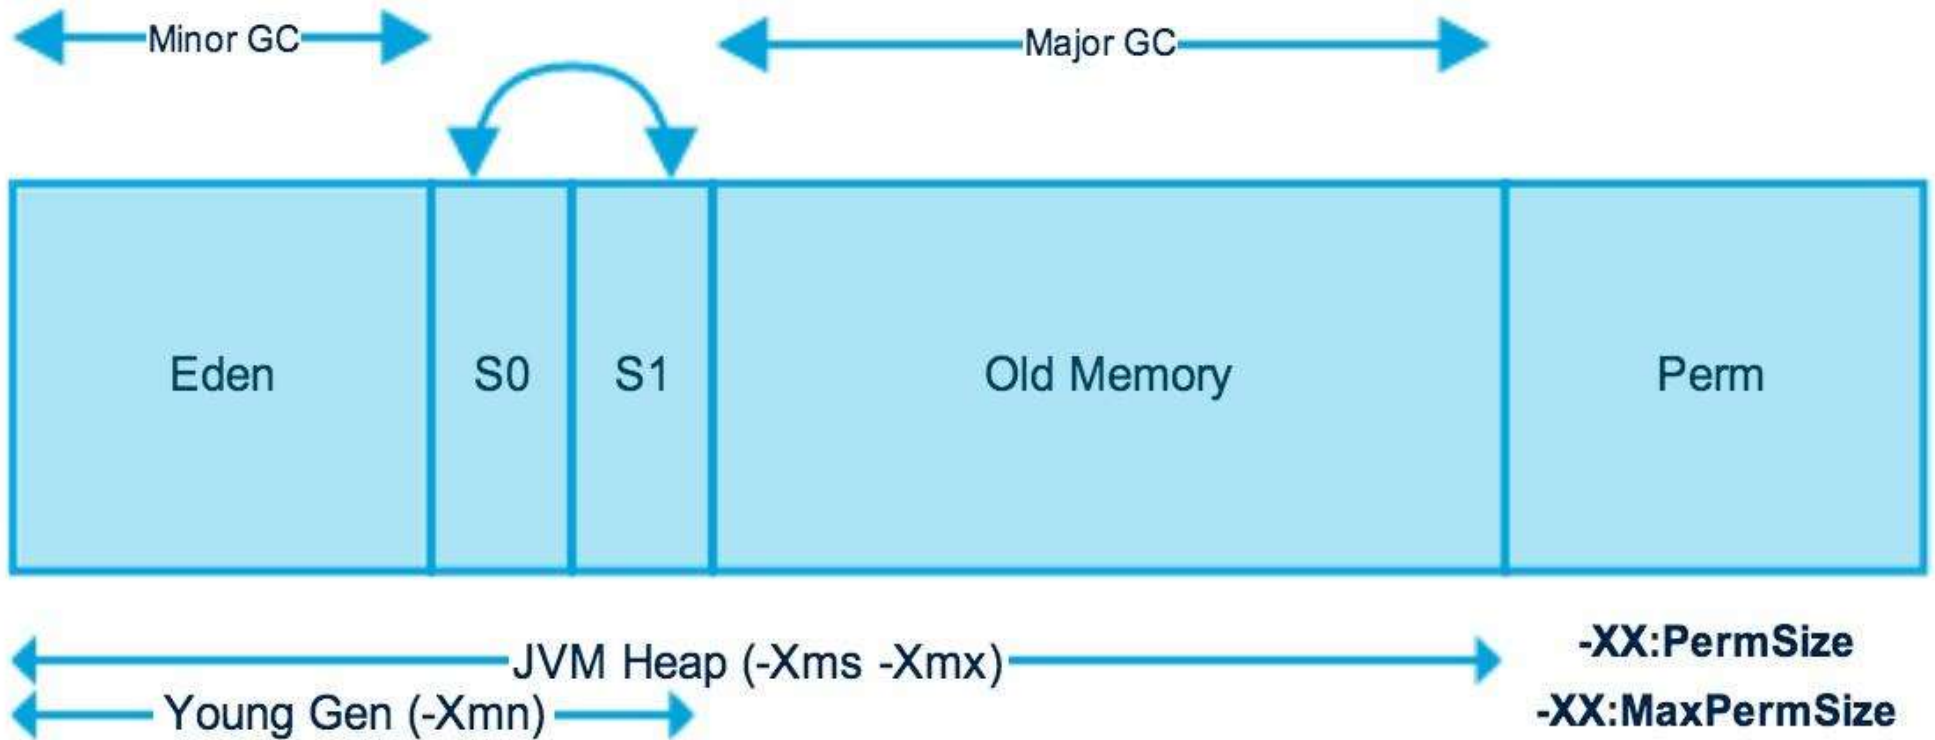 Minor GC
Major GC
Eden
S0
S1
Old Memory
Perm
JVM Heap (-Xms -Xmx)
-XX:PermSize
Young Gen (-Xmn)
-XX:MaxPermSize